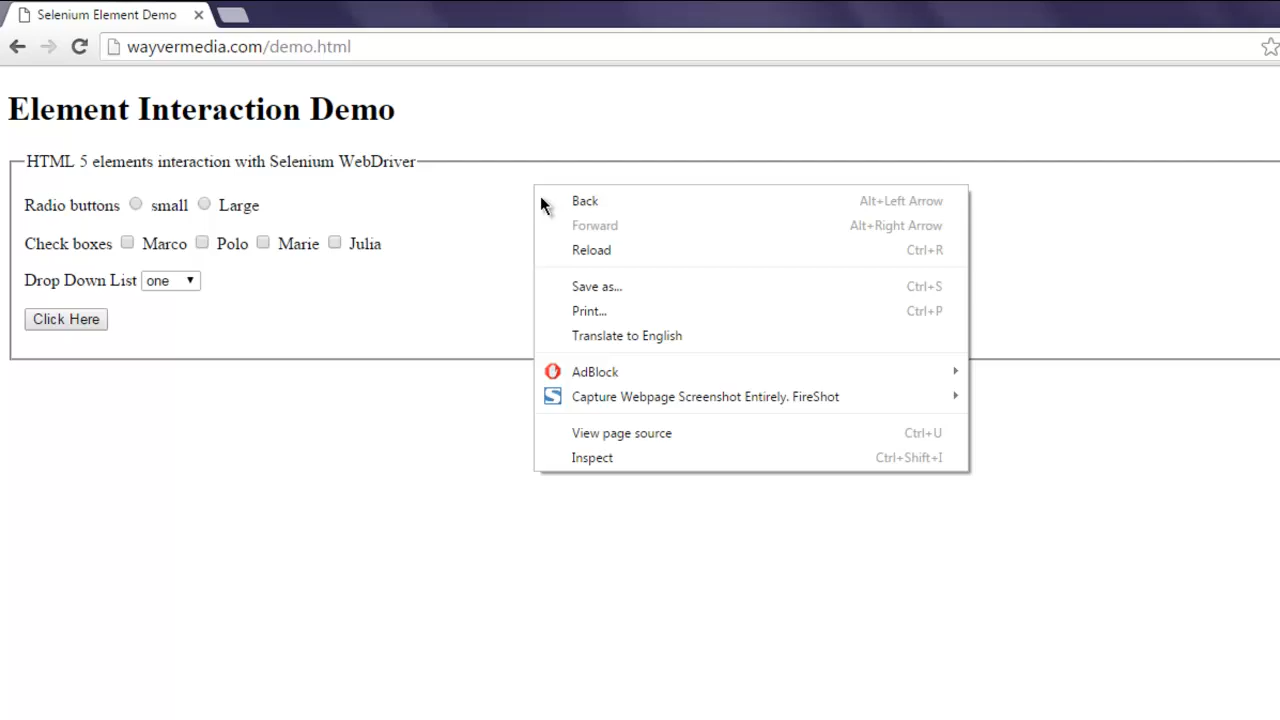 Selenium Element Demo
wayvermedia.com/demo.html
Element Interaction Demo
HTML 5 elements interaction with Selenium WebDriver
Radio buttons small Large
Check boxes Marco Polo Marie Julia
Drop Down List one
Click Here
Back Alt+Left Arrow
Forward Alt+Right Arrow
Reload Ctrl+R
Save as... Ctrl+S
Print... Ctrl+P
Translate to English
AdBlock
Capture Webpage Screenshot Entirely. FireShot
View page source Ctrl+U
Inspect Ctrl+Shift+I